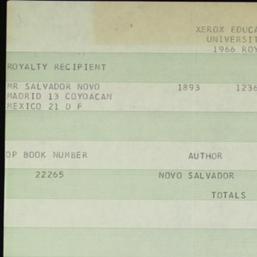 XEROX EDUCA
UNIVERSIT
1966 ROY
ROYALTY RECIPIENT
MR SALVADOR NOVO 1893 1236
MADRID 13 COYOACAN
MEXICO 21 D F
OP BOOK NUMBER AUTHOR
22265 NOVO SALVADOR
TOTALS